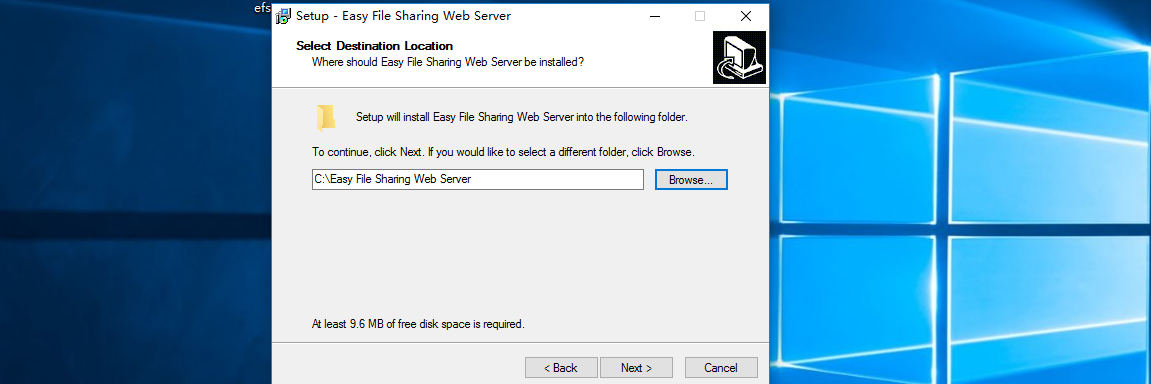 efs
Setup - Easy File Sharing Web Server
Select Destination Location
Where should Easy File Sharing Web Server be installed?
Setup will install Easy File Sharing Web Server into the following folder.
To continue, click Next. If you would like to select a different folder, click Browse.
C:\Easy File Sharing Web Server
Browse...
At least 9.6 MB of free disk space is required.
< Back
Next >
Cancel